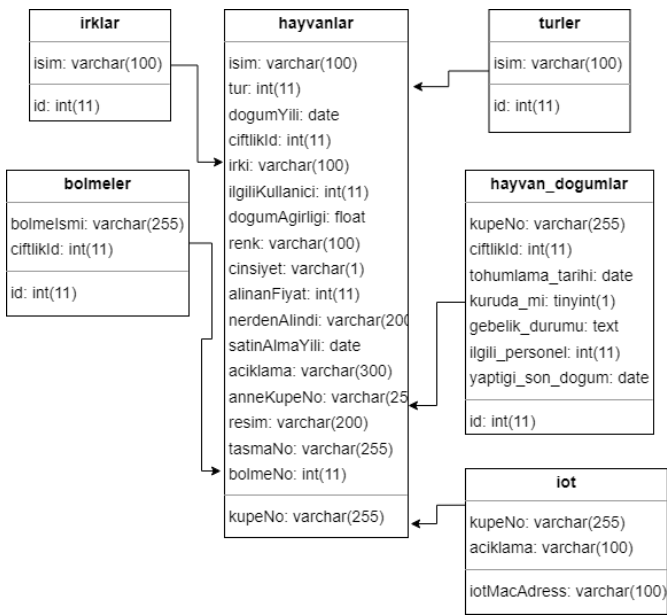 irklar
isim: varchar(100)
id: int(11)
bolmeler
bolmeIsmi: varchar(255)
ciftlikId: int(11)
id: int(11)
hayvanlar
isim: varchar(100)
tur: int(11)
dogumYili: date
ciftlikId: int(11)
irki: varchar(100)
ilgiliKullanici: int(11)
dogumAgirligi: float
renk: varchar(100)
cinsiyet: varchar(1)
alinanFiyat: int(11)
nerdenAlindi: varchar(200
satinAlmaYili: date
aciklama: varchar(300)
anneKupeNo: varchar(25
resim: varchar(200)
tasmaNo: varchar(255)
bolmeNo: int(11)
kupeNo: varchar(255)
turler
isim: varchar(100)
id: int(11)
hayvan_dogumlar
kupeNo: varchar(255)
ciftlikId: int(11)
tohumlama_tarihi: date
kuruda_mi: tinyint(1)
gebelik_durumu: text
ilgili_personel: int(11)
yaptigi_son_dogum: date
id: int(11)
iot
kupeNo: varchar(255)
aciklama: varchar(100)
iotMacAdress: varchar(100)